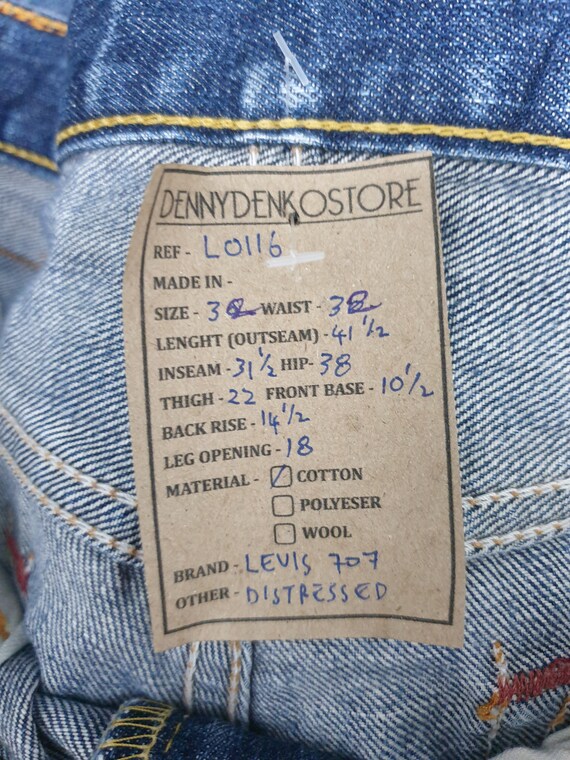 DENNYDENKOSTORE
REF - L0116
MADE IN -
SIZE - 32 WAIST - 32
LENGHT (OUTSEAM) - 41 1/2
INSEAM - 31 1/2 HIP - 38
THIGH - 22 FRONT BASE - 10 1/2
BACK RISE - 14 1/2
LEG OPENING - 18
MATERIAL - COTTON
POLYESER
WOOL
BRAND - LEVIS 707
OTHER - DISTRESSED